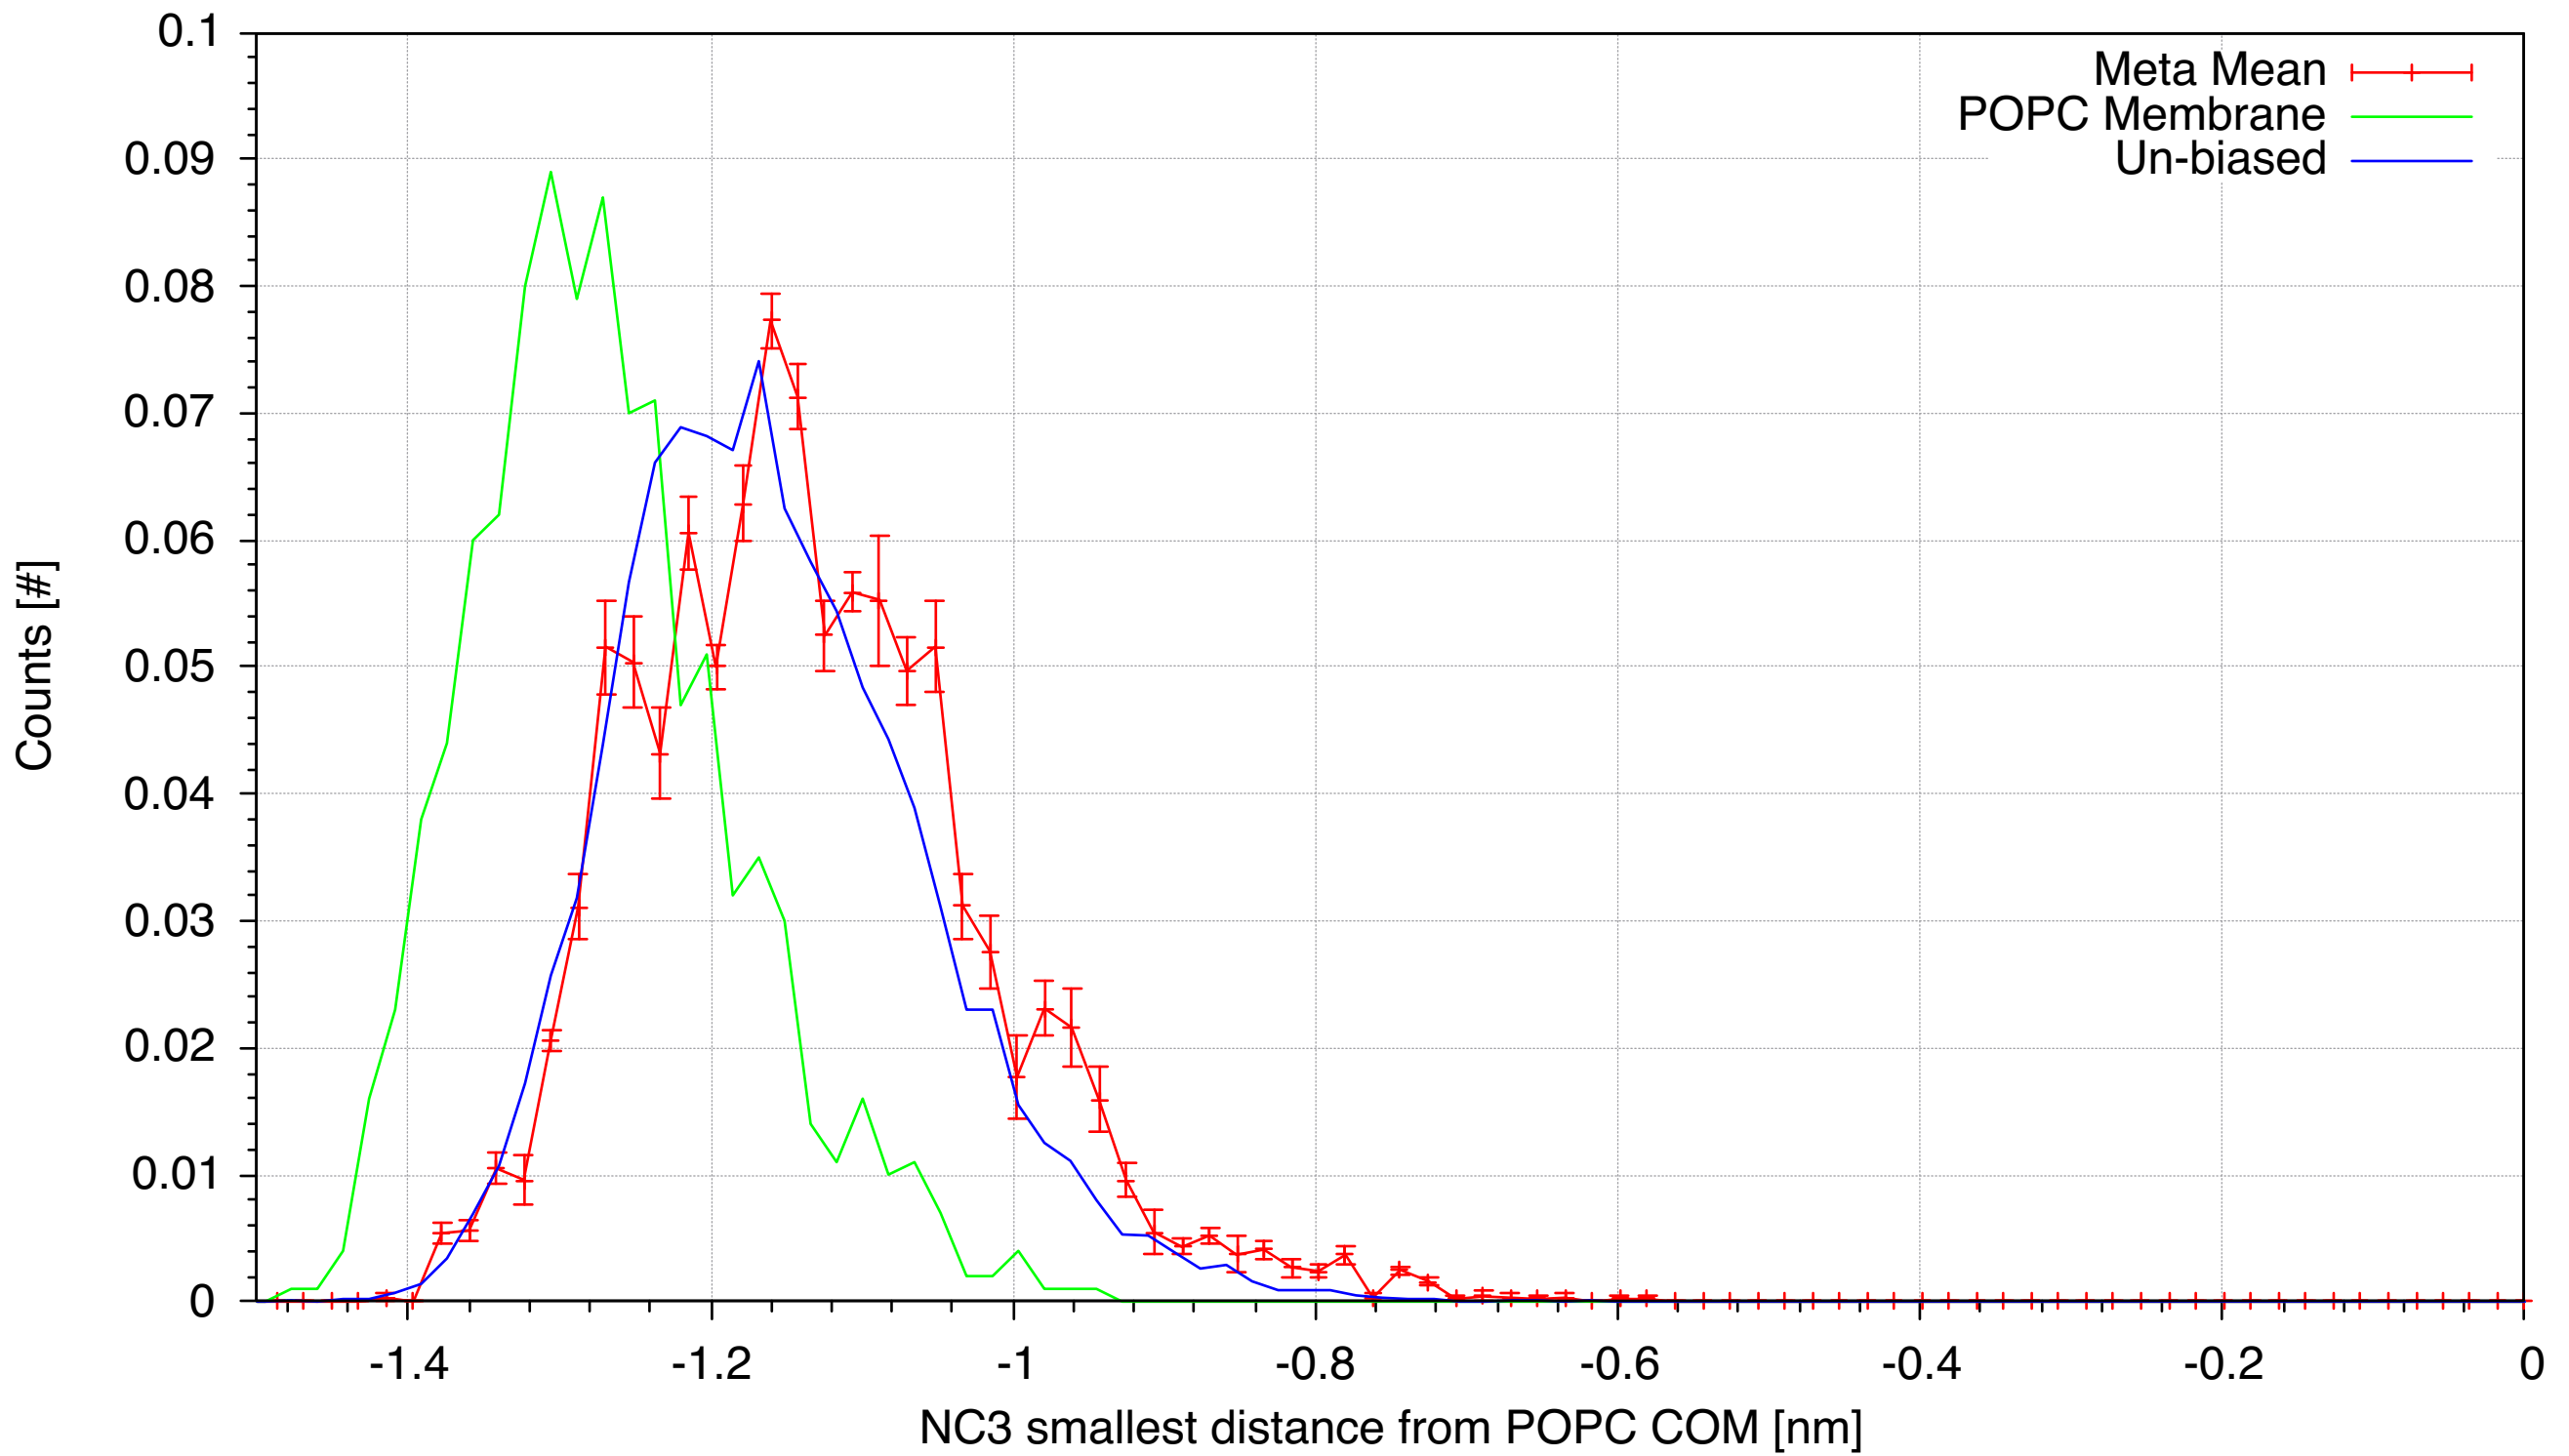 0.1
0.09
0.08
0.07
0.06
0.05
0.04
0.03
0.02
0.01
0
Counts [#]
Meta Mean
POPC Membrane
Un-biased
-1.4 -1.2 -1 -0.8 -0.6 -0.4 -0.2 0
NC3 smallest distance from POPC COM [nm]